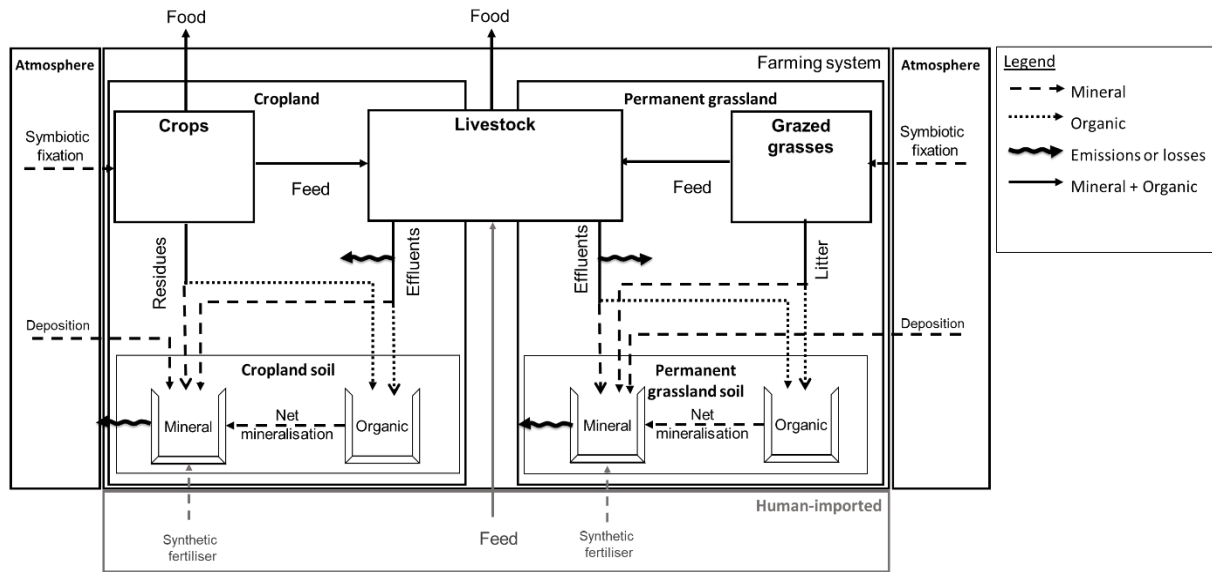 Food
Food
Atmosphere
Farming system
Atmosphere
Legend
Mineral
Organic
Emissions or losses
Mineral + Organic
Cropland
Permanent grassland
Crops
Livestock
Grazed
grasses
Symbiotic
fixation
Symbiotic
fixation
Feed
Feed
Residues
Effluents
Effluents
Litter
Deposition
Deposition
Cropland soil
Permanent
grassland soil
Mineral
Net
mineralisation
Organic
Mineral
Net
mineralisation
Organic
Human-imported
Synthetic
fertiliser
Feed
Synthetic
fertiliser